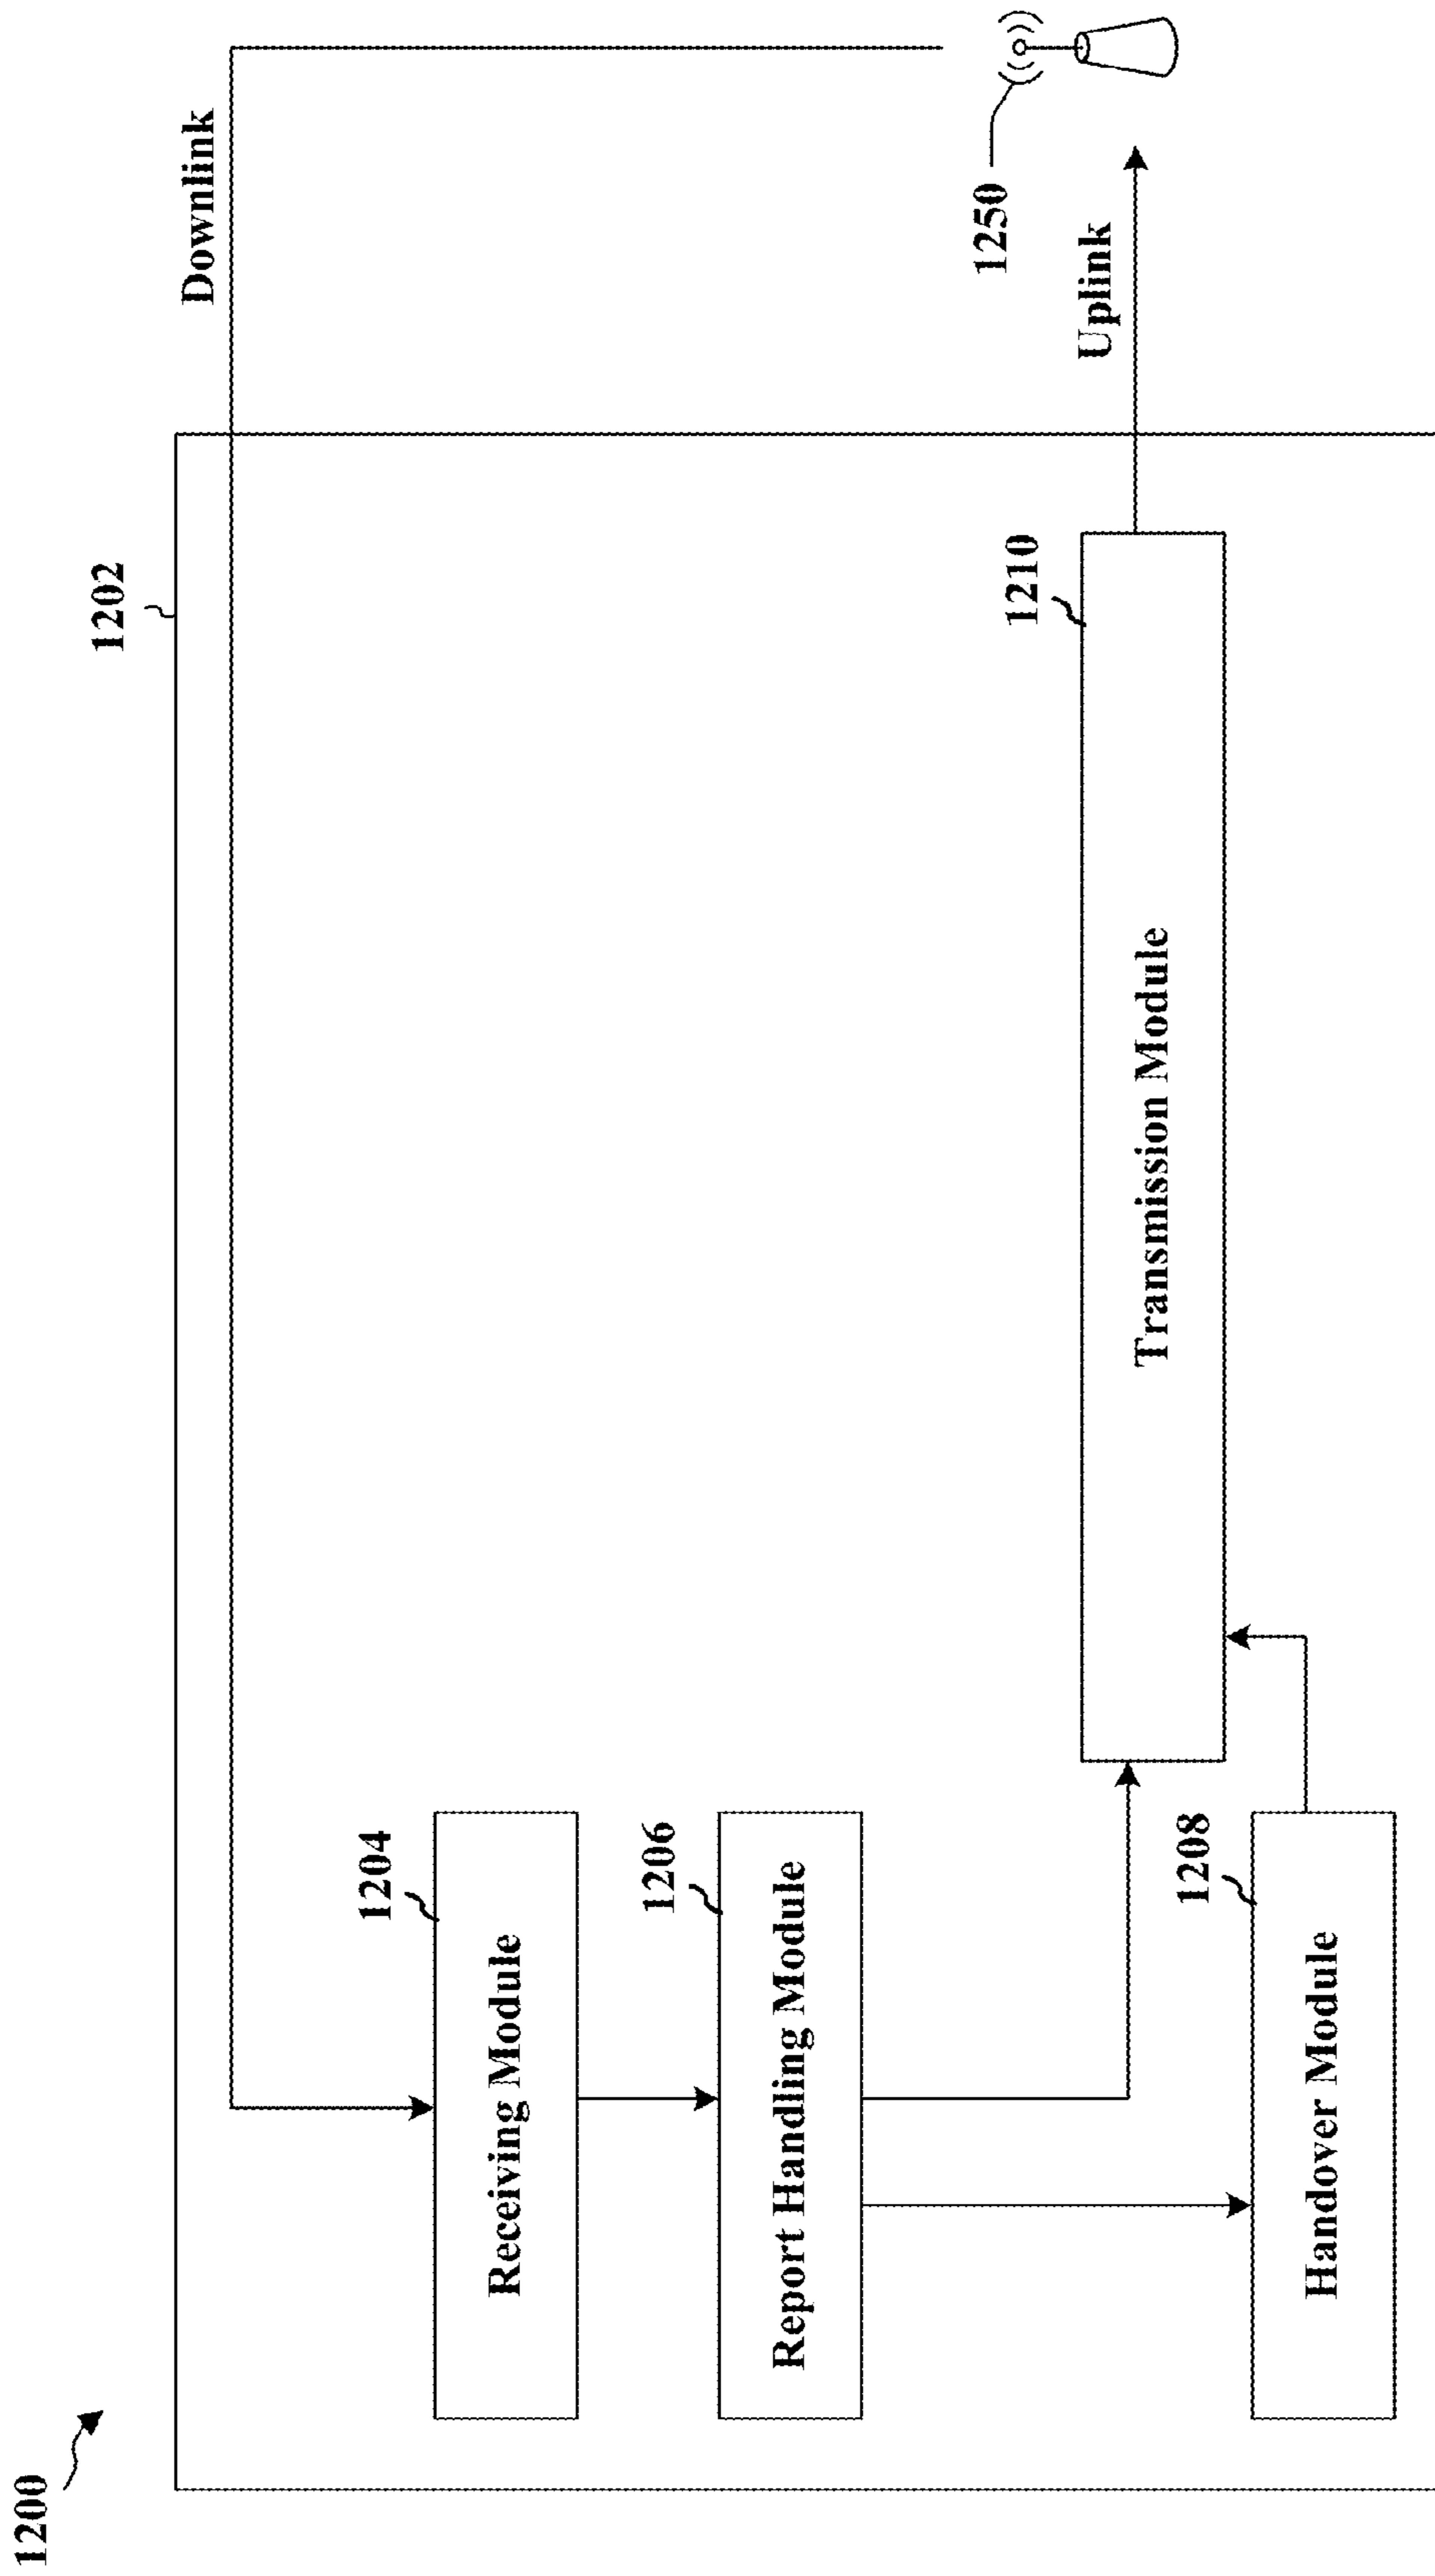 1200
1202
Downlink
1204
Receiving Module
1206
Report Handling Module
1250
Uplink
1210
Transmission Module
1208
Handover Module